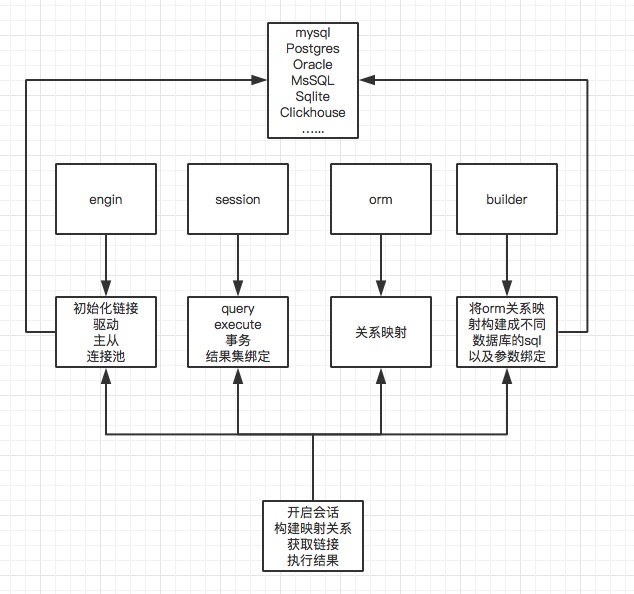 mysql
Postgres
Oracle
MsSQL
Sqlite
Clickhouse
…...
engin
session
orm
builder
初始化链接
驱动
主从
连接池
query
execute
事务
结果集绑定
关系映射
将orm关系映
射构建成不同
数据库的sql
以及参数绑定
开启会话
构建映射关系
获取链接
执行结果